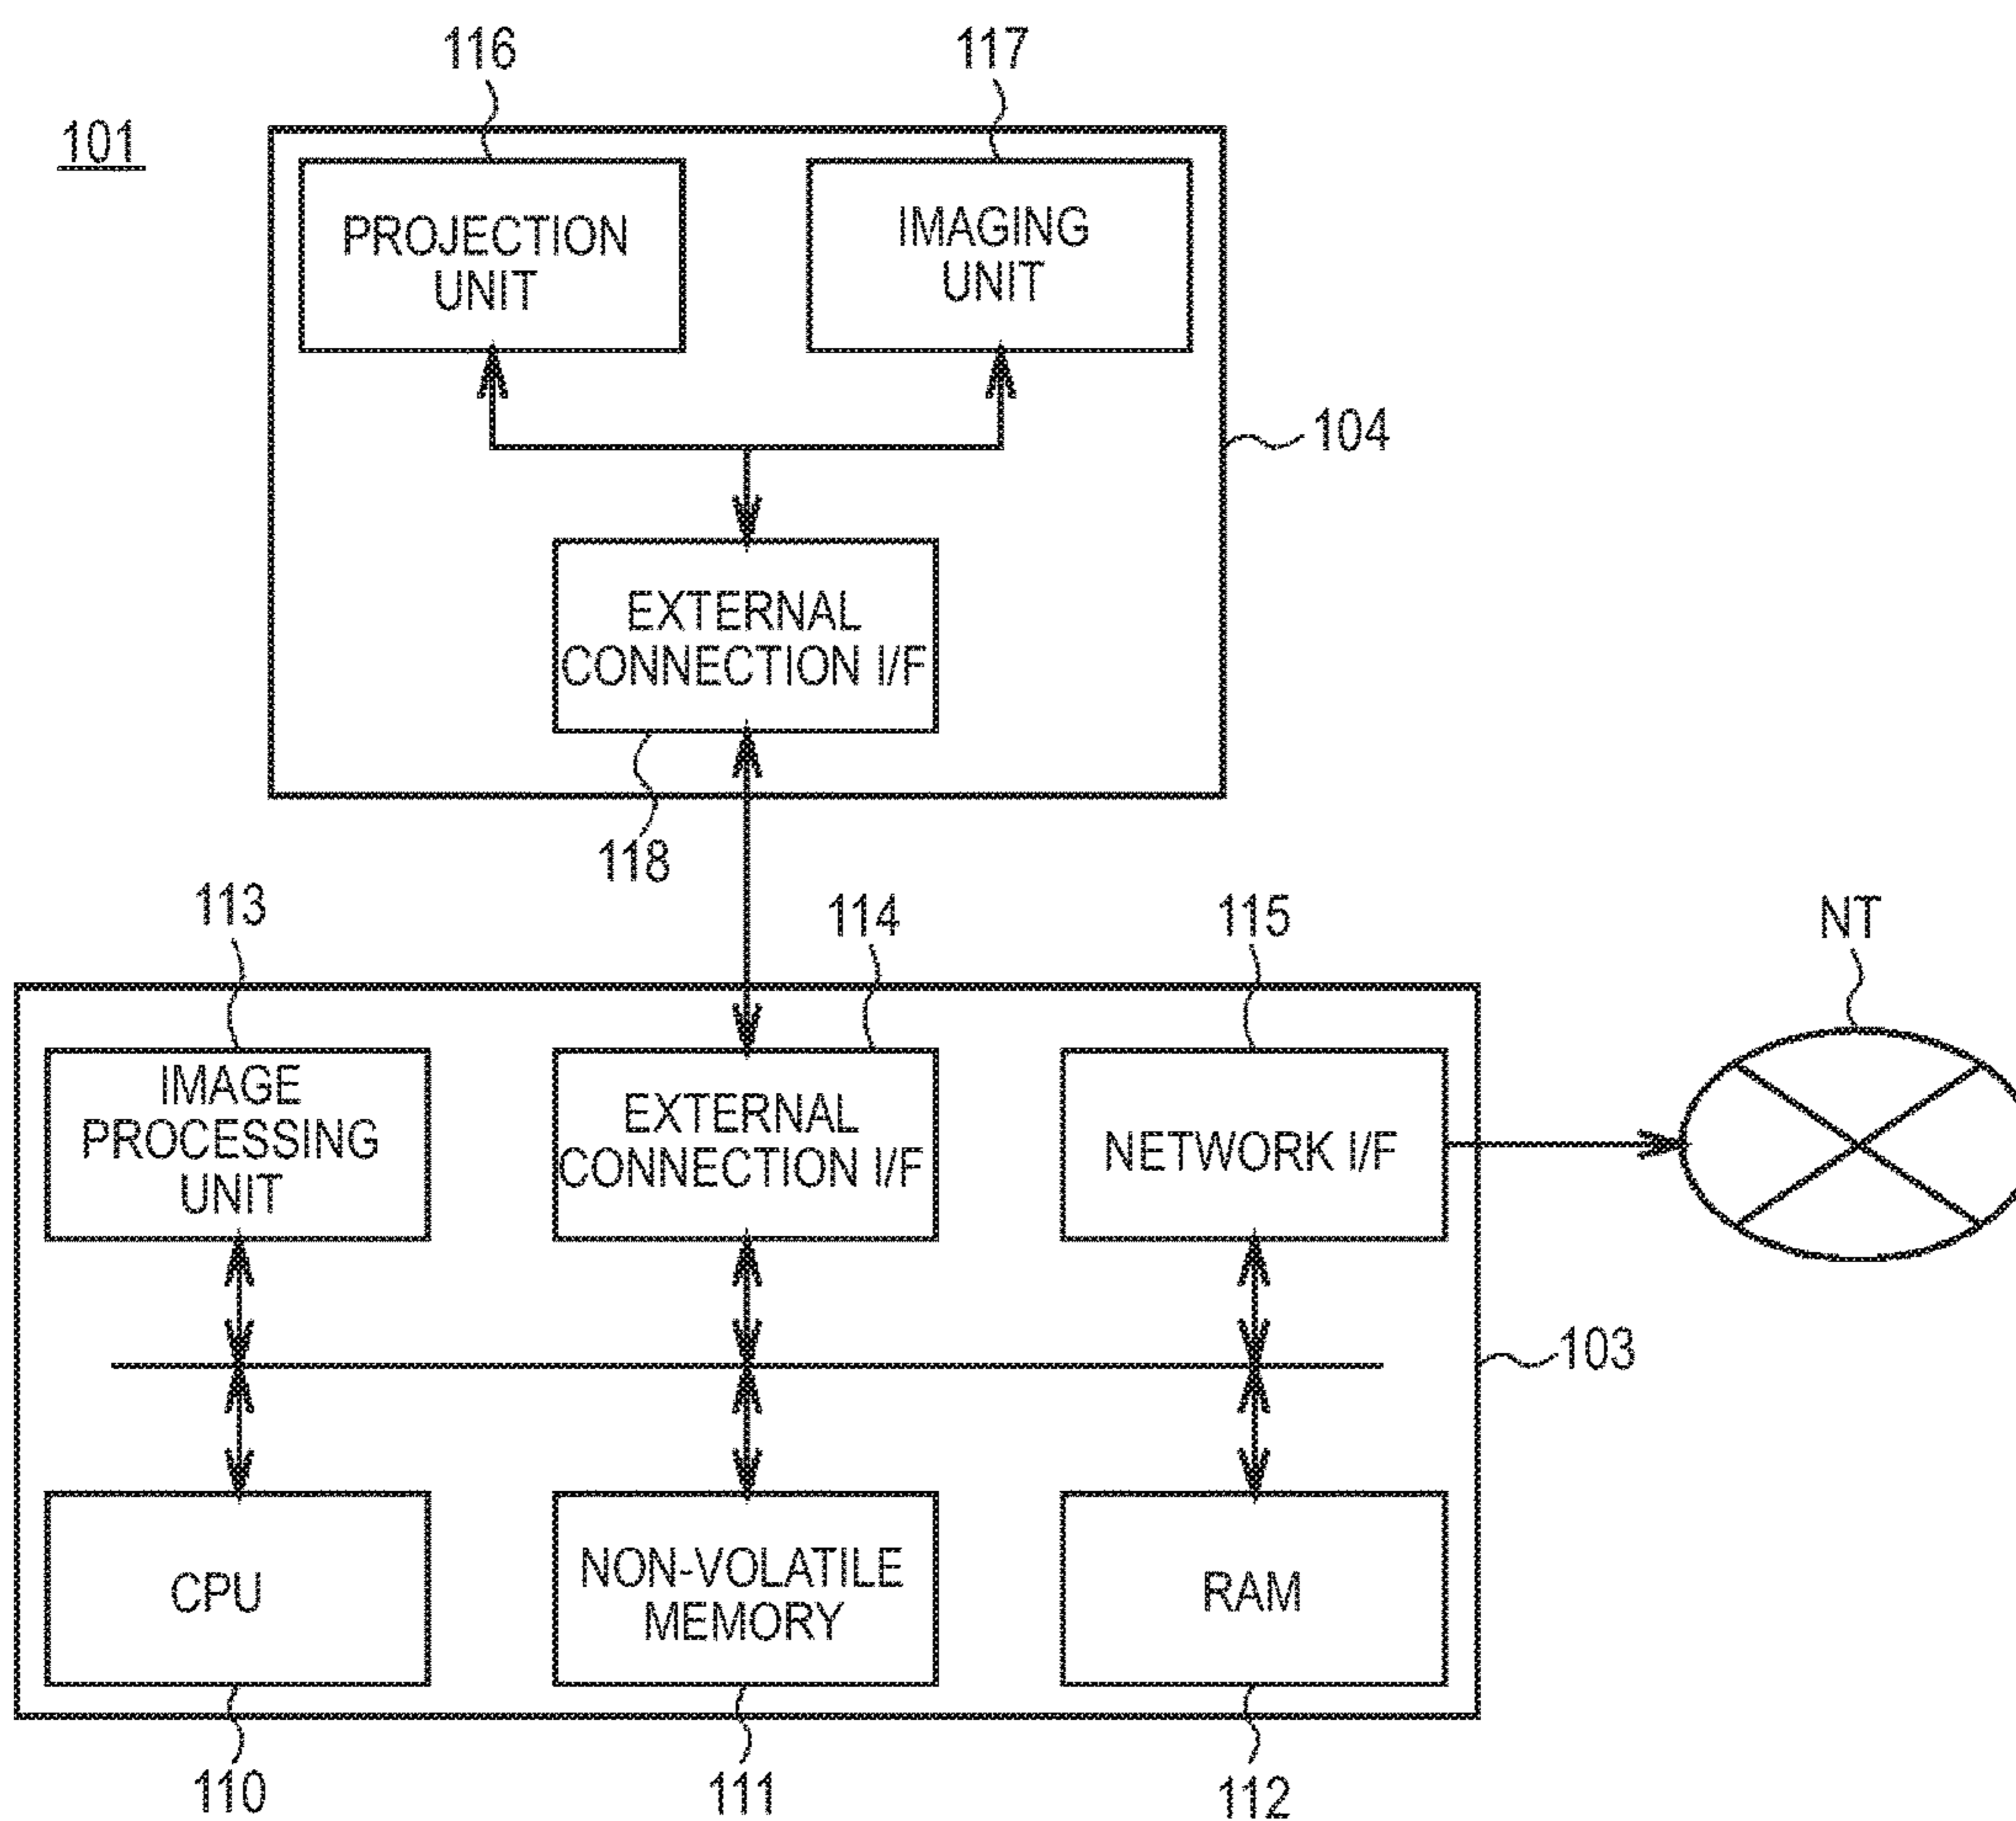 116
117
101
PROJECTION
UNIT
IMAGING
UNIT
104
EXTERNAL
CONNECTION I/F
118
113
114
115
NT
IMAGE
PROCESSING
UNIT
EXTERNAL
CONNECTION I/F
NETWORK I/F
103
CPU
NON-VOLATILE
MEMORY
RAM
110
111
112